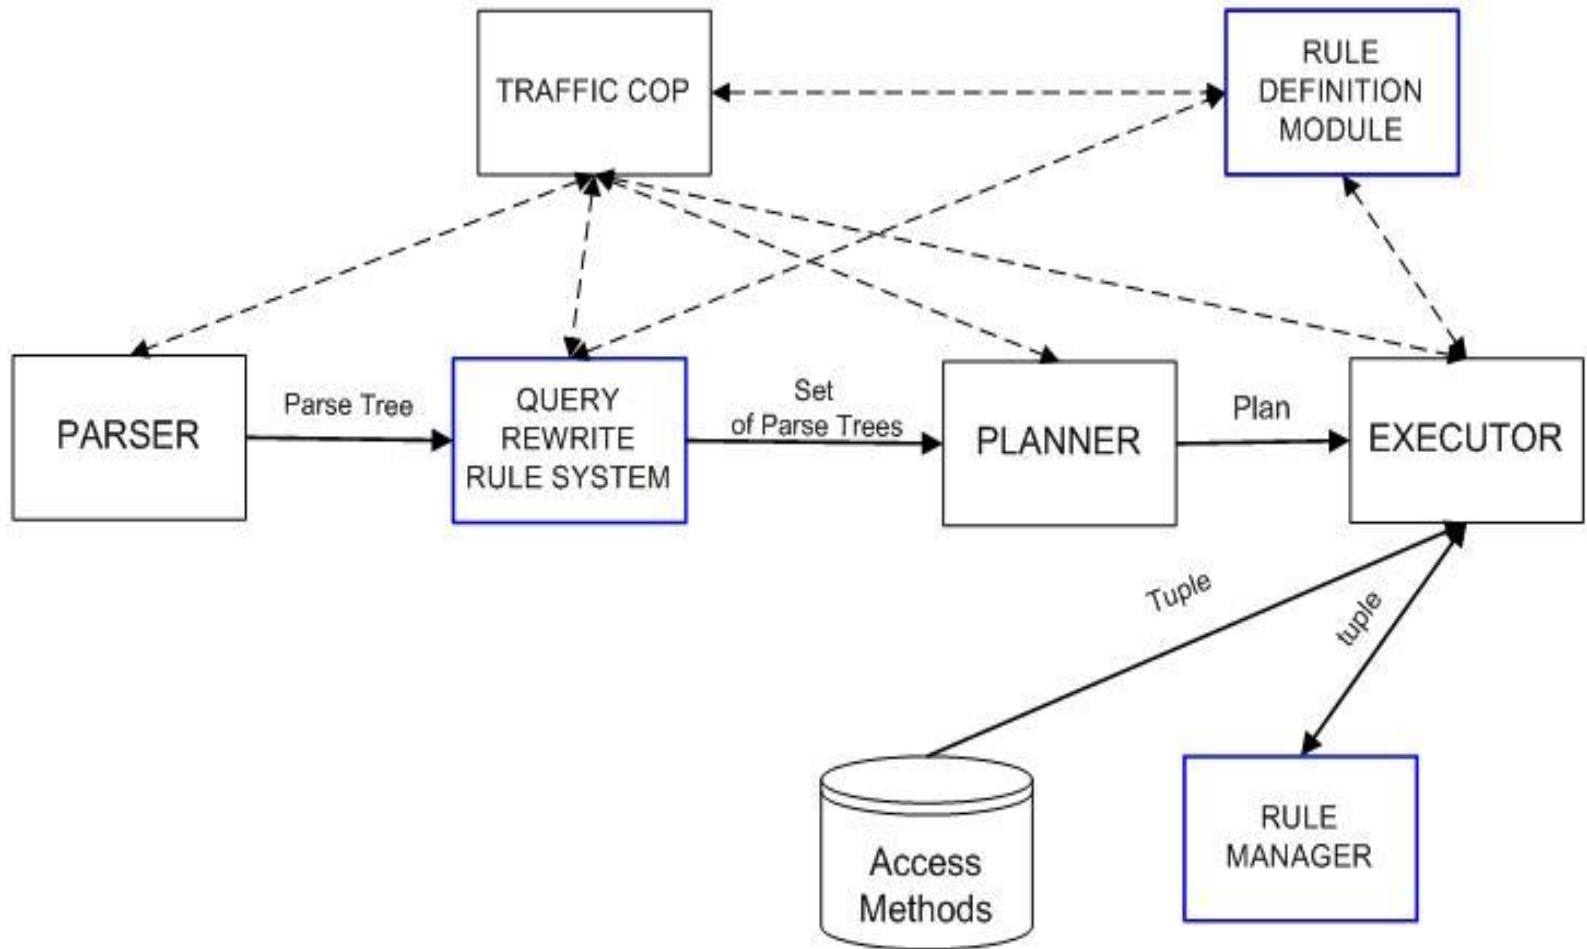 TRAFFIC COP
RULE
DEFINITION
MODULE
PARSER
Parse Tree
QUERY
REWRITE
RULE SYSTEM
Set
of Parse Trees
PLANNER
Plan
EXECUTOR
Tuple
tuple
Access
Methods
RULE
MANAGER